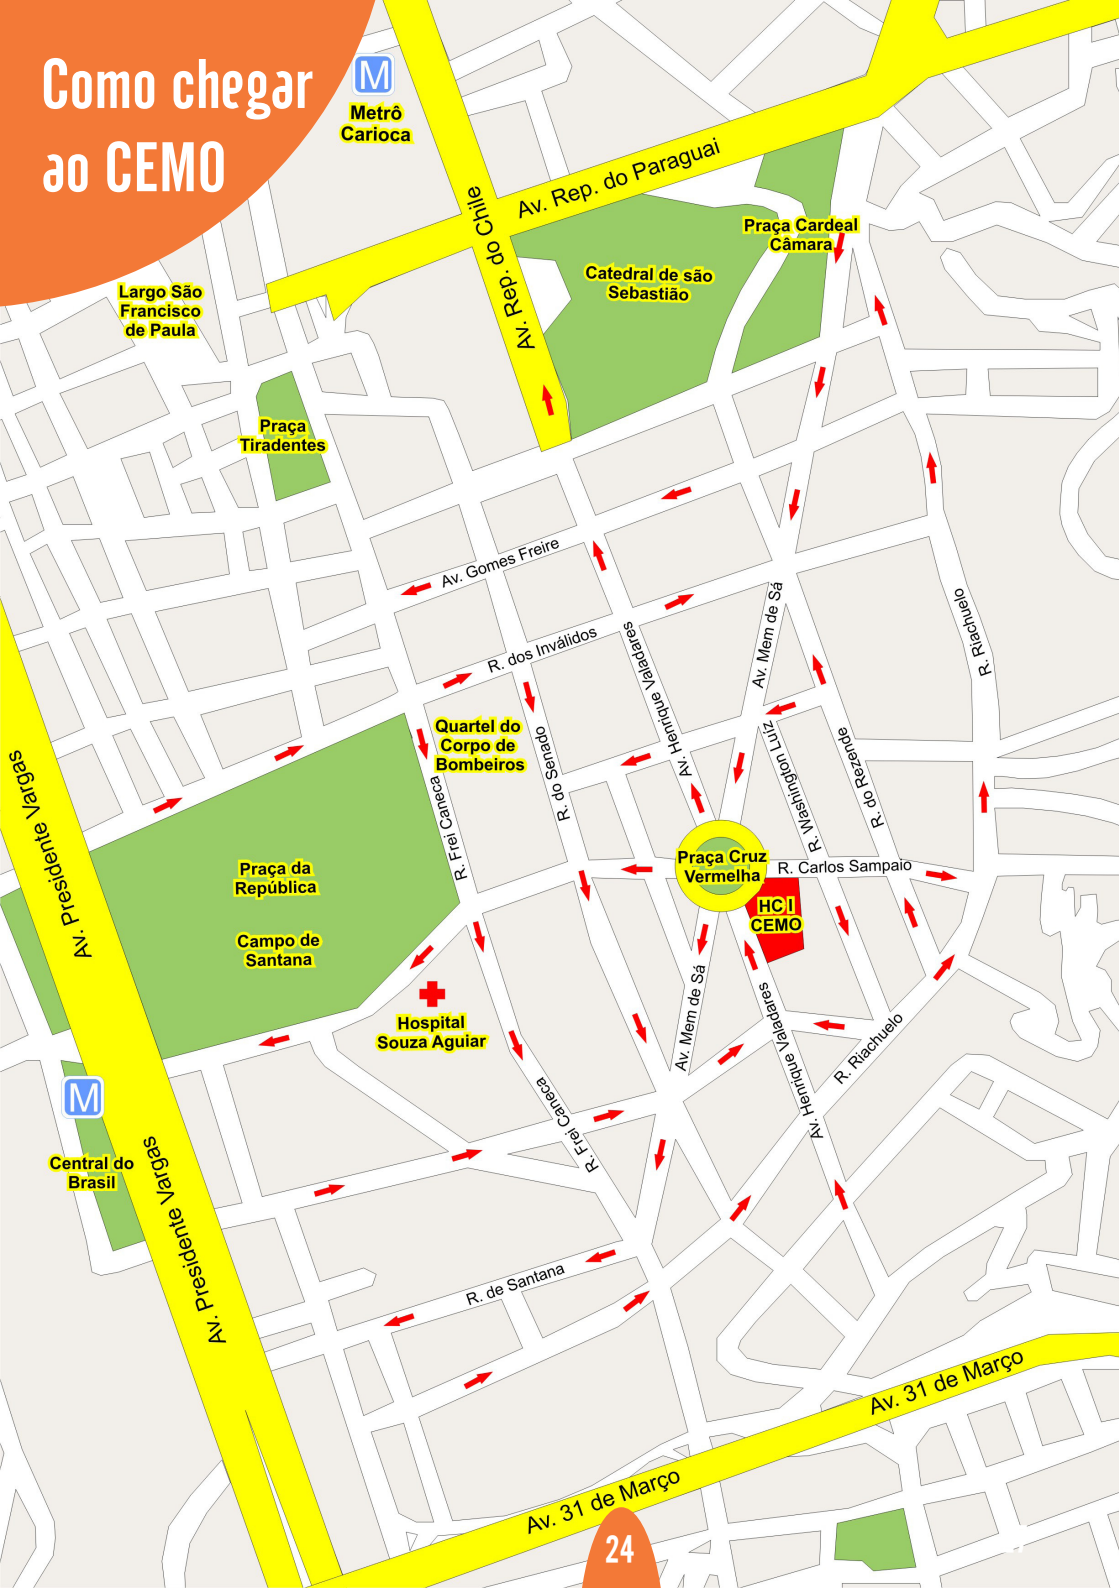 Como chegar
ao CEMO
M
Metrô
Carioca
Av. Rep. do Paraguai
Av. Rep. do Chile
Praça Cardeal
Câmara
Catedral de são
Sebastião
Largo São
Francisco
de Paula
Praça
Tiradentes
Av. Gomes Freire
R. dos Inválidos
Av. Mem de Sá
R. Riachuelo
Av. Henrique Valadares
Quartel do
Corpo de
Bombeiros
R. do Senado
R. Washington Luiz
R. do Rezende
R. Frei Caneca
Av. Presidente Vargas
Praça Cruz
Vermelha
R. Carlos Sampaio
Praça da
República
HC I
CEMO
Campo de
Santana
Hospital
Souza Aguiar
Av. Mem de Sá
Av. Henrique Valadares
R. Riachuelo
M
R. Frei Caneca
Central do
Brasil
Av. Presidente Vargas
R. de Santana
Av. 31 de Março
Av. 31 de Março
24